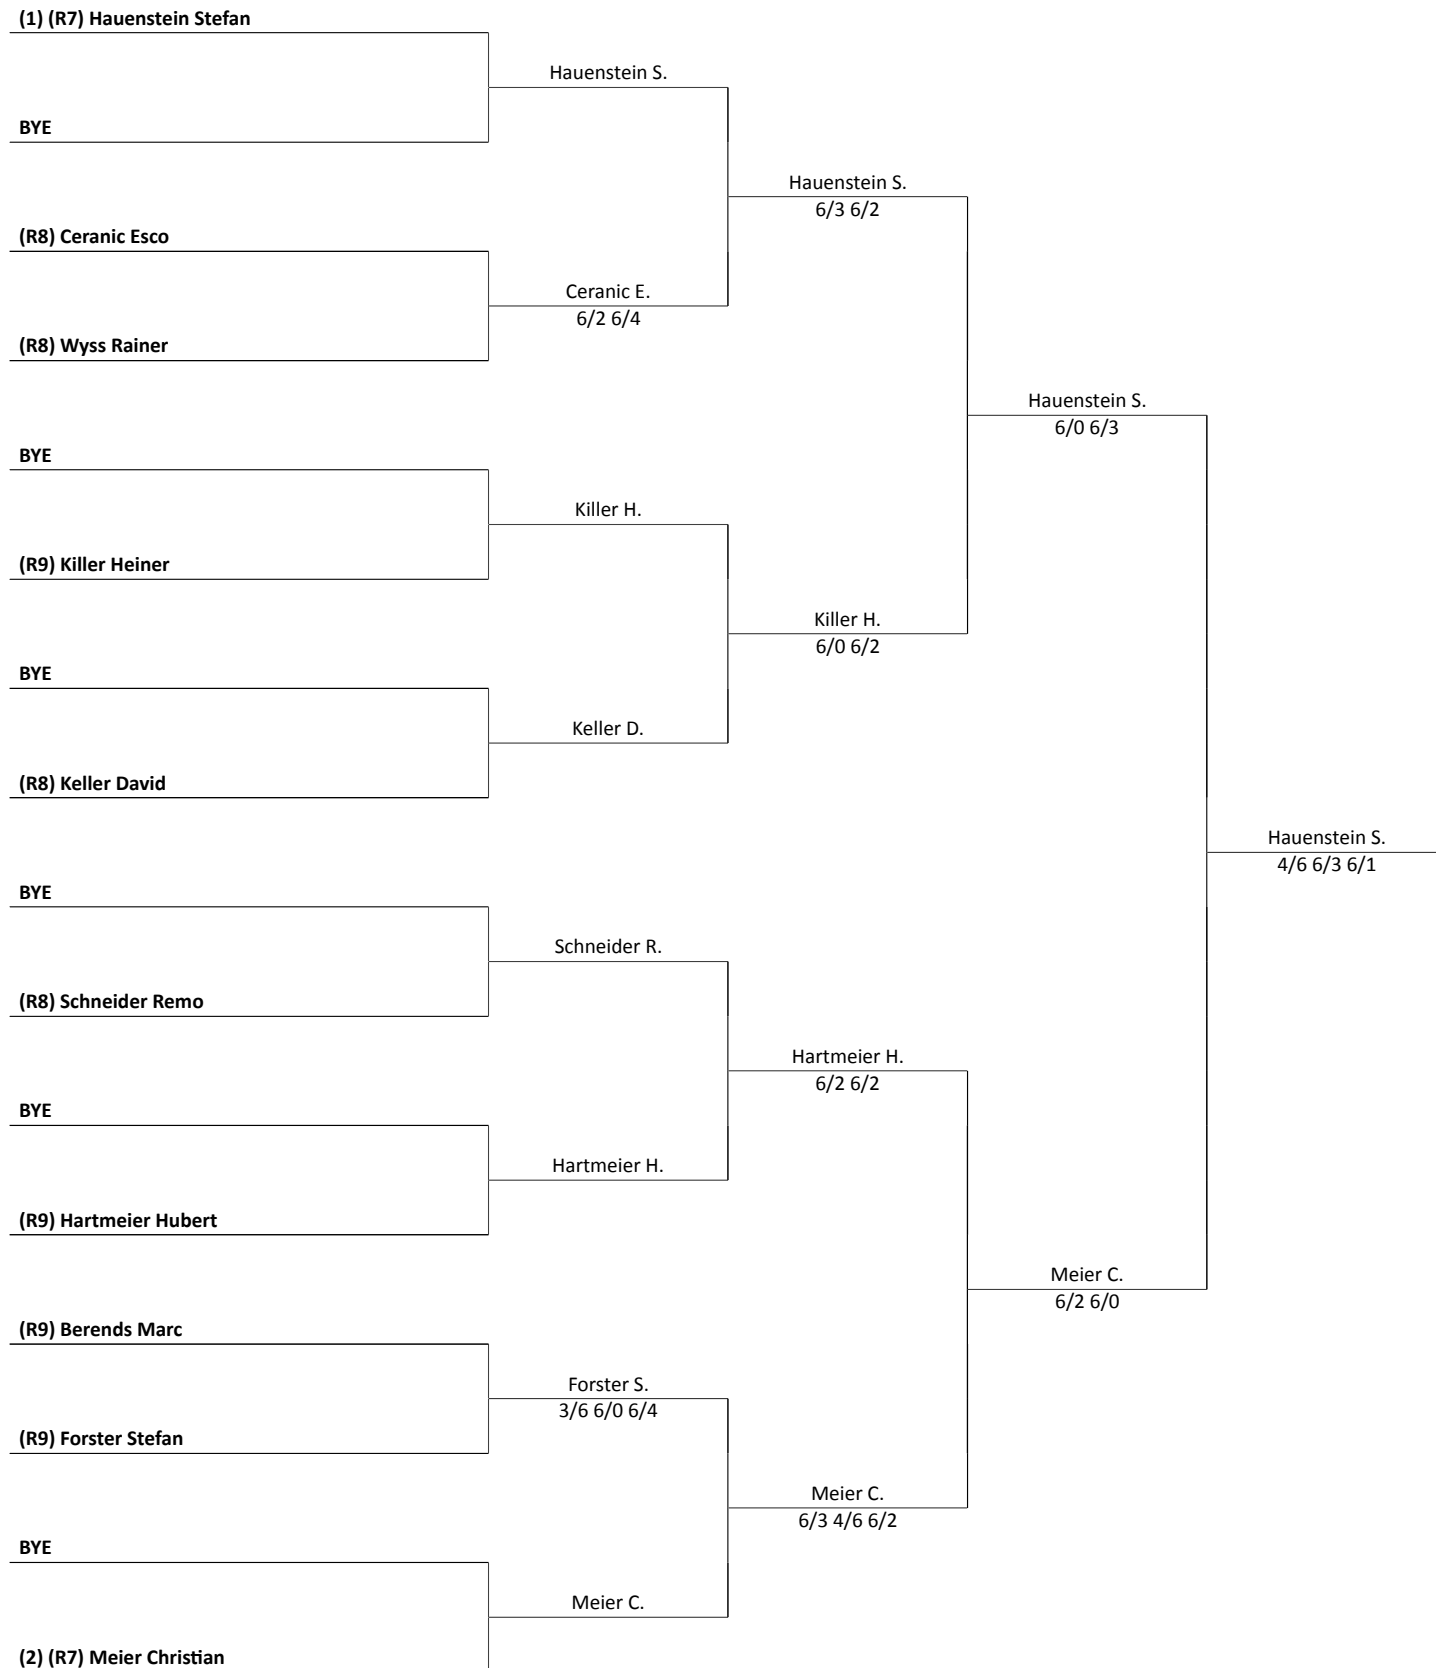 (1) (R7) Hauenstein Stefan
Hauenstein S.
BYE
Hauenstein S.
6/3 6/2
(R8) Ceranic Esco
Ceranic E.
6/2 6/4
(R8) Wyss Rainer
Hauenstein S.
6/0 6/3
BYE
Killer H.
(R9) Killer Heiner
Killer H.
6/0 6/2
BYE
Keller D.
(R8) Keller David
Hauenstein S.
4/6 6/3 6/1
BYE
Schneider R.
(R8) Schneider Remo
Hartmeier H.
6/2 6/2
BYE
Hartmeier H.
(R9) Hartmeier Hubert
Meier C.
6/2 6/0
(R9) Berends Marc
Forster S.
3/6 6/0 6/4
(R9) Forster Stefan
Meier C.
6/3 4/6 6/2
BYE
Meier C.
(2) (R7) Meier Christian